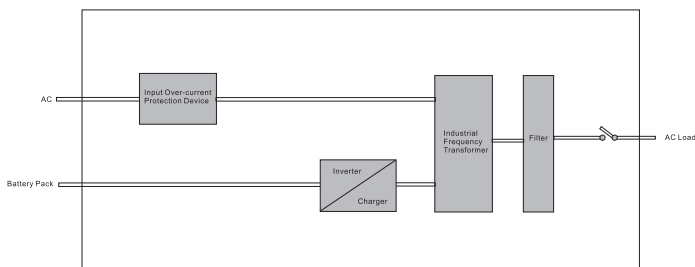 Input Over-current
Protection Device
AC
Industrial
Frequency
Transformer
Filter
AC Load
Inverter
Charger
Battery Pack